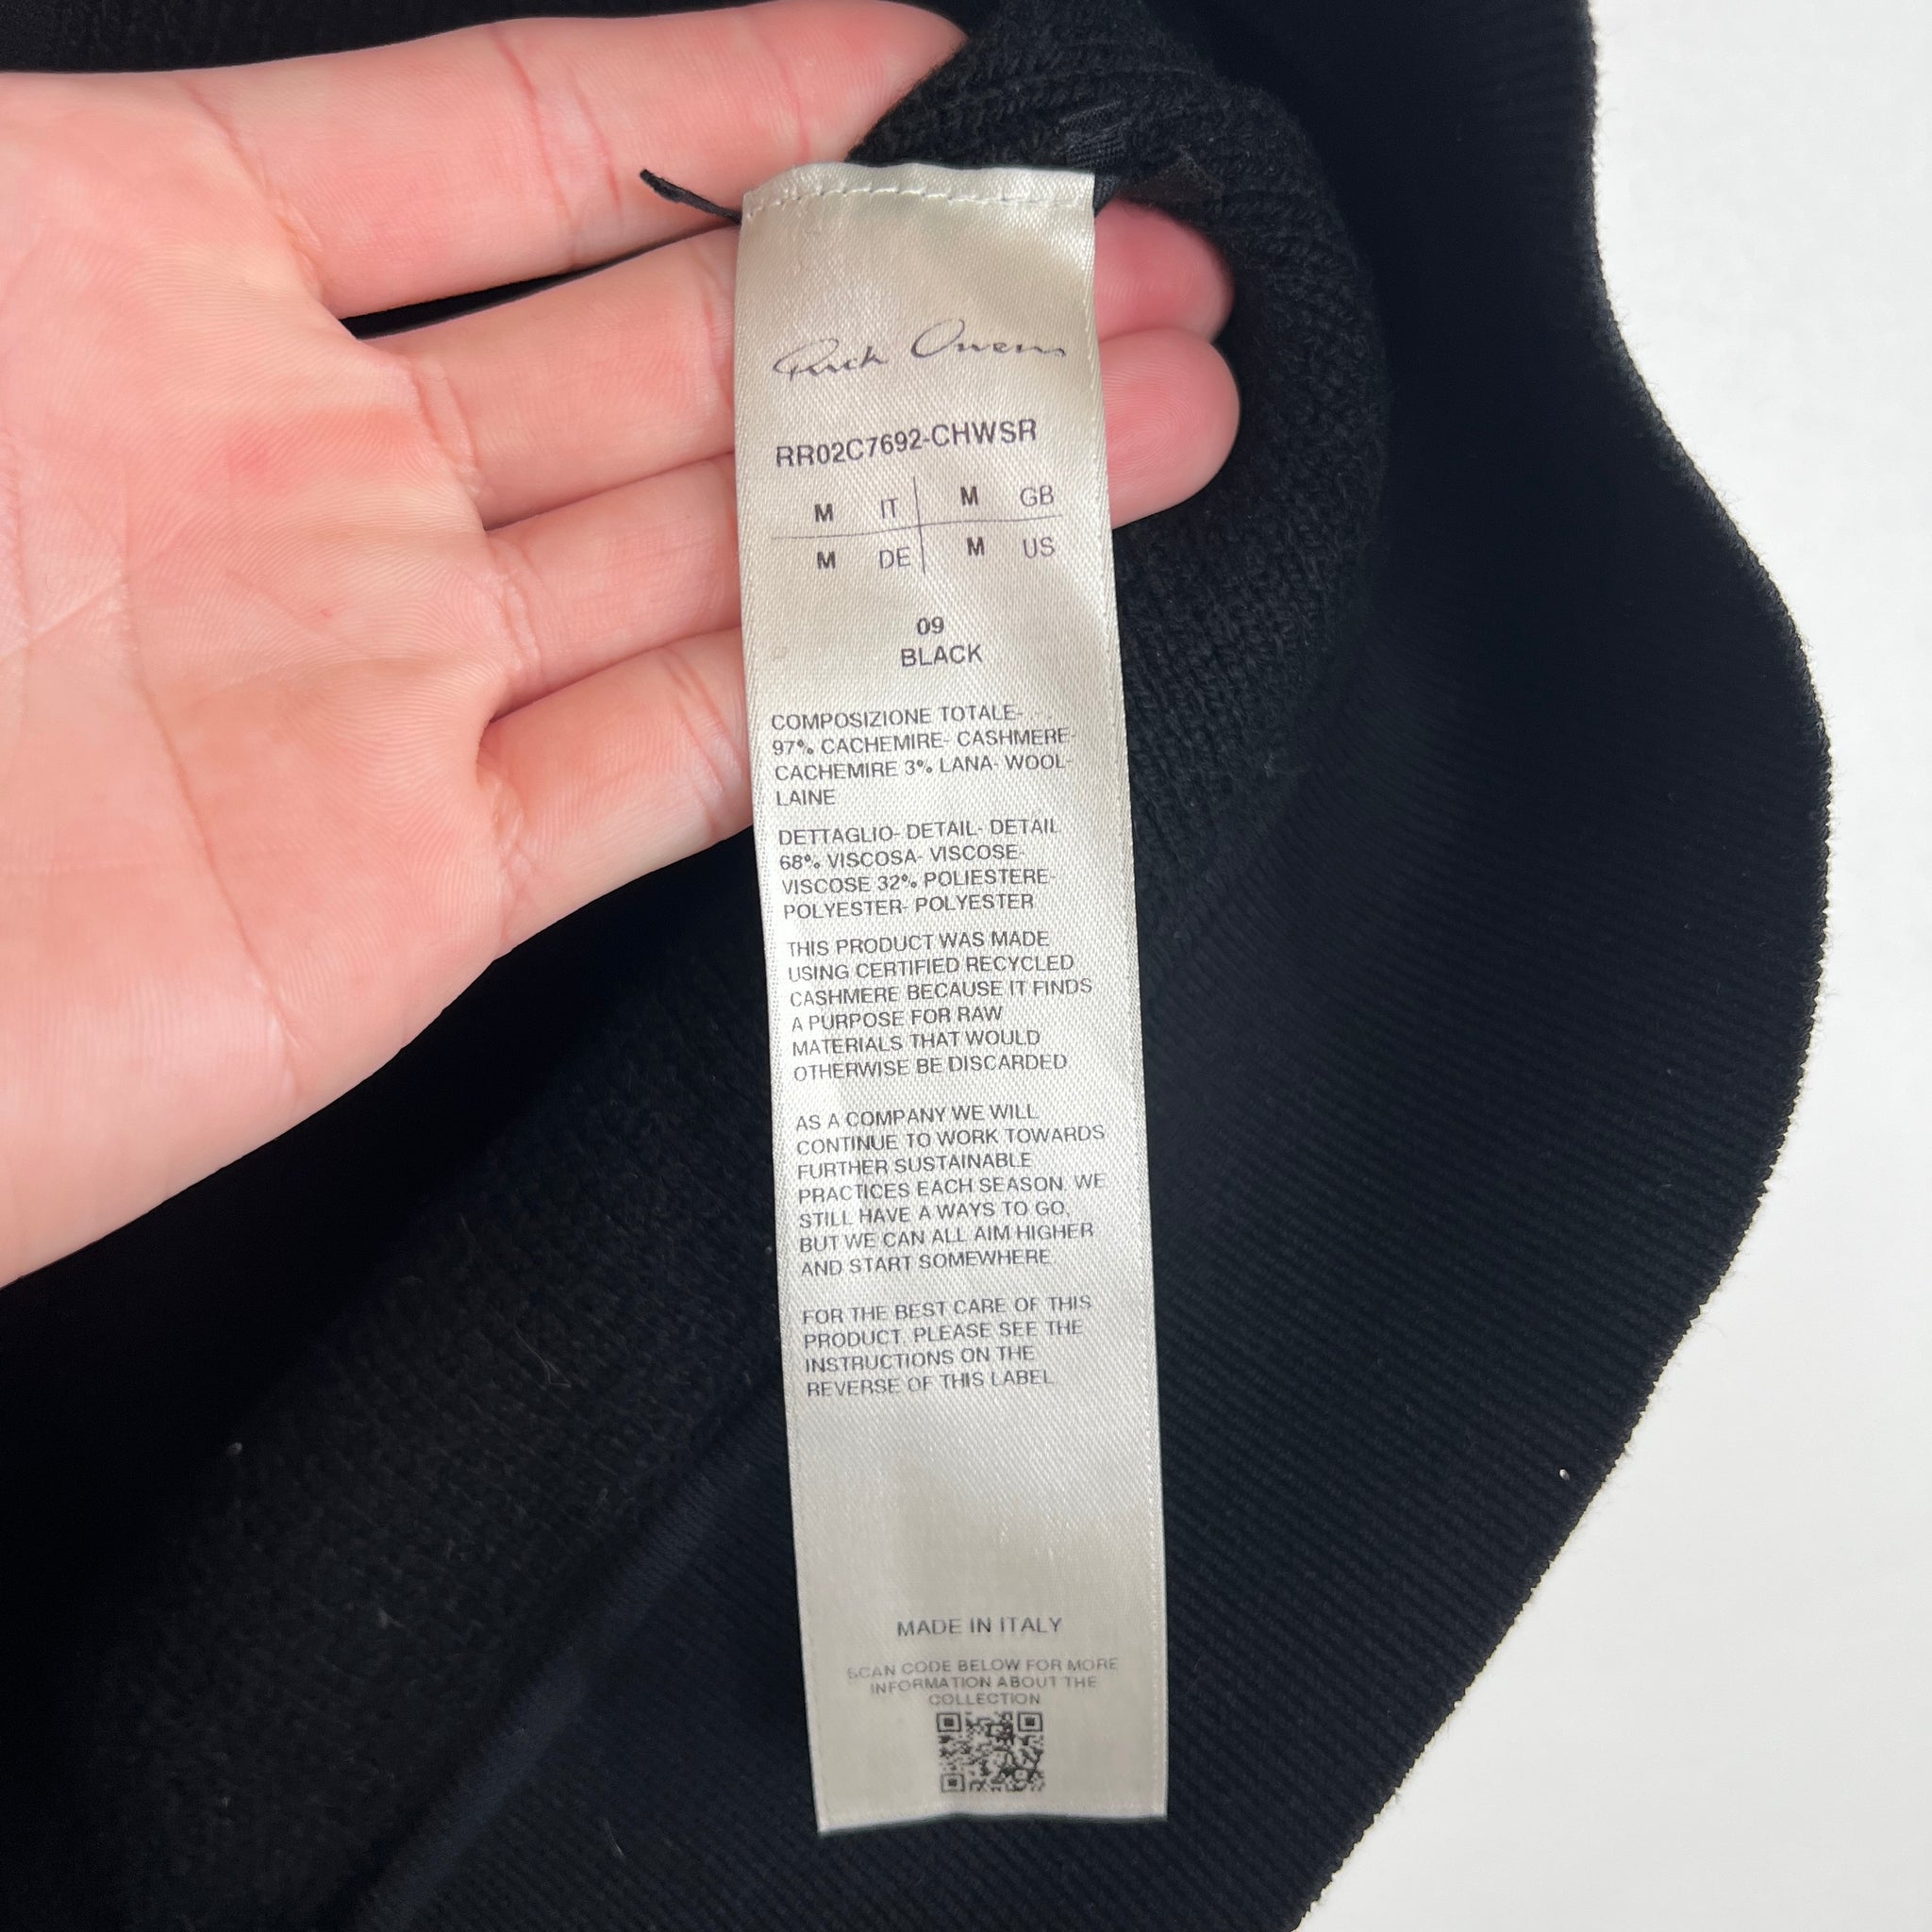 Rick Owens
RR02C7692-CHWSR
M IT M GB
M DE M US
09
BLACK
COMPOSIZIONE TOTALE-
97% CACHEMIRE- CASHMERE-
CACHEMIRE 3% LANA- WOOL-
LAINE
DETTAGLIO- DETAIL- DETAIL
68% VISCOSA- VISCOSE-
VISCOSE 32% POLIESTERE-
POLYESTER- POLYESTER
THIS PRODUCT WAS MADE
USING CERTIFIED RECYCLED
CASHMERE BECAUSE IT FINDS
A PURPOSE FOR RAW
MATERIALS THAT WOULD
OTHERWISE BE DISCARDED
AS A COMPANY WE WILL
CONTINUE TO WORK TOWARDS
FURTHER SUSTAINABLE
PRACTICES EACH SEASON. WE
STILL HAVE A WAYS TO GO,
BUT WE CAN ALL AIM HIGHER
AND START SOMEWHERE.
FOR THE BEST CARE OF THIS
PRODUCT, PLEASE SEE THE
INSTRUCTIONS ON THE
REVERSE OF THIS LABEL.
MADE IN ITALY
SCAN CODE BELOW FOR MORE
INFORMATION ABOUT THE
COLLECTION